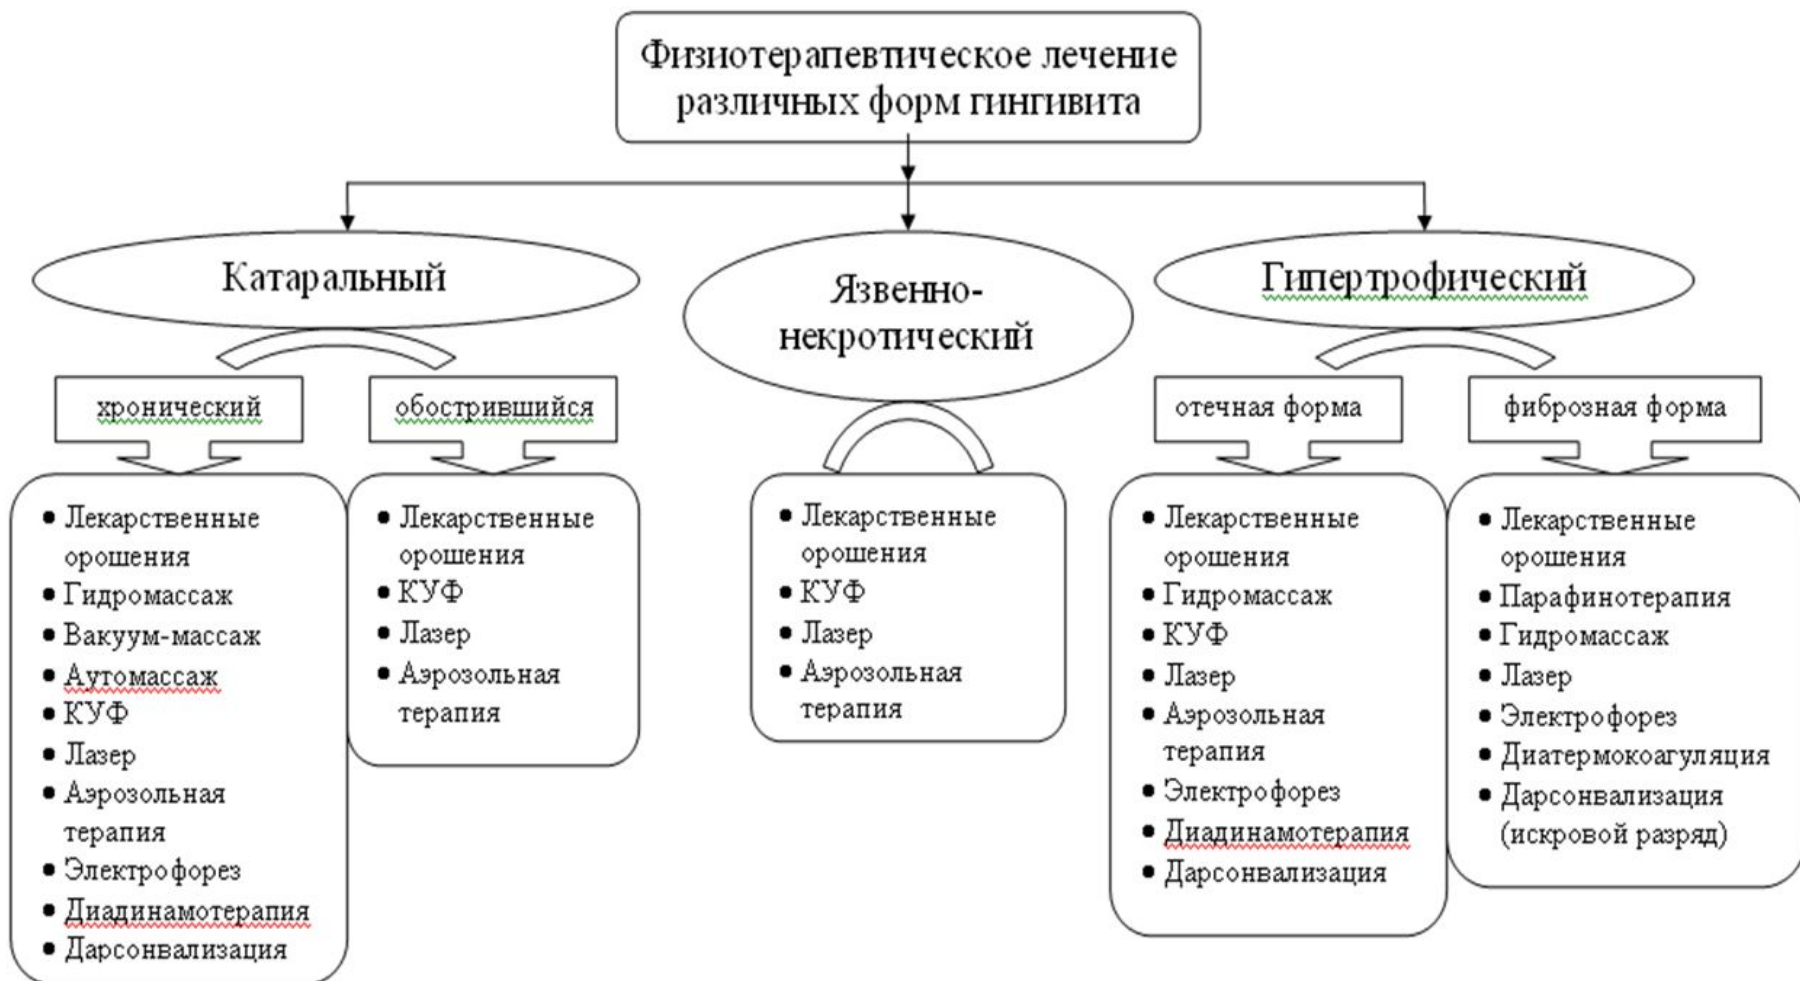 Физиотерапевтическое лечение
различных форм гингивита
Катаральный
Язвенно-
некротический
Гипертрофический
хронический
обострившийся
отечная форма
фиброзная форма
• Лекарственные
орошения
• Гидромассаж
• Вакуум-массаж
• Аутомассаж
• КУФ
• Лазер
• Аэрозольная
терапия
• Электрофорез
• Диадинамотерапия
• Дарсонвализация
• Лекарственные
орошения
• КУФ
• Лазер
• Аэрозольная
терапия
• Лекарственные
орошения
• КУФ
• Лазер
• Аэрозольная
терапия
• Лекарственные
орошения
• Гидромассаж
• КУФ
• Лазер
• Аэрозольная
терапия
• Электрофорез
• Диадинамотерапия
• Дарсонвализация
• Лекарственные
орошения
• Парафинотерапия
• Гидромассаж
• Лазер
• Электрофорез
• Диатермокоагуляция
• Дарсонвализация
(искровой разряд)